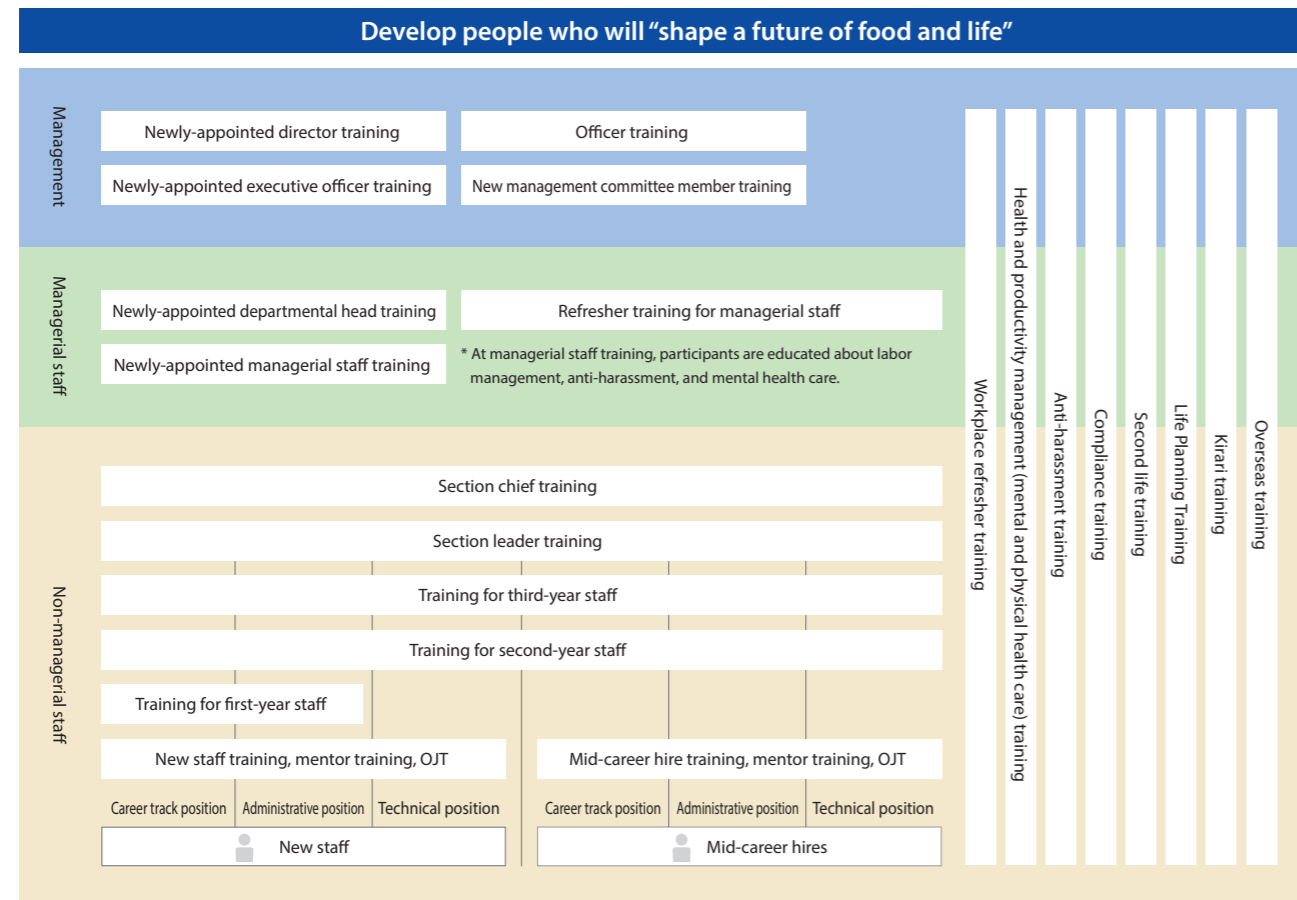 Develop people who will “shape a future of food and life”
Management
Newly-appointed director training
Officer training
Newly-appointed executive officer training
New management committee member training
Managerial staff
Newly-appointed departmental head training
Refresher training for managerial staff
Newly-appointed managerial staff training
* At managerial staff training, participants are educated about labor
management, anti-harassment, and mental health care.
Non-managerial staff
Section chief training
Section leader training
Training for third-year staff
Training for second-year staff
Training for first-year staff
New staff training, mentor training, OJT
Mid-career hire training, mentor training, OJT
Career track position
Administrative position
Technical position
Career track position
Administrative position
Technical position
New staff
Mid-career hires
Workplace refresher training
Health and productivity management (mental and physical health care) training
Anti-harassment training
Compliance training
Second life training
Life Planning Training
Kirari training
Overseas training